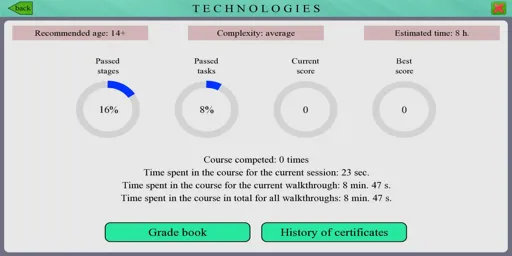 back
TECHNOLOGIES
Recommended age: 14+
Complexity: average
Estimated time: 8 h.
Passed stages
Passed tasks
Current score
Best score
16%
8%
0
0
Course competed: 0 times
Time spent in the course for the current session: 23 sec.
Time spent in the course for the current walkthrough: 8 min. 47 s.
Time spent in the course in total for all walkthroughs: 8 min. 47 s.
Grade book
History of certificates